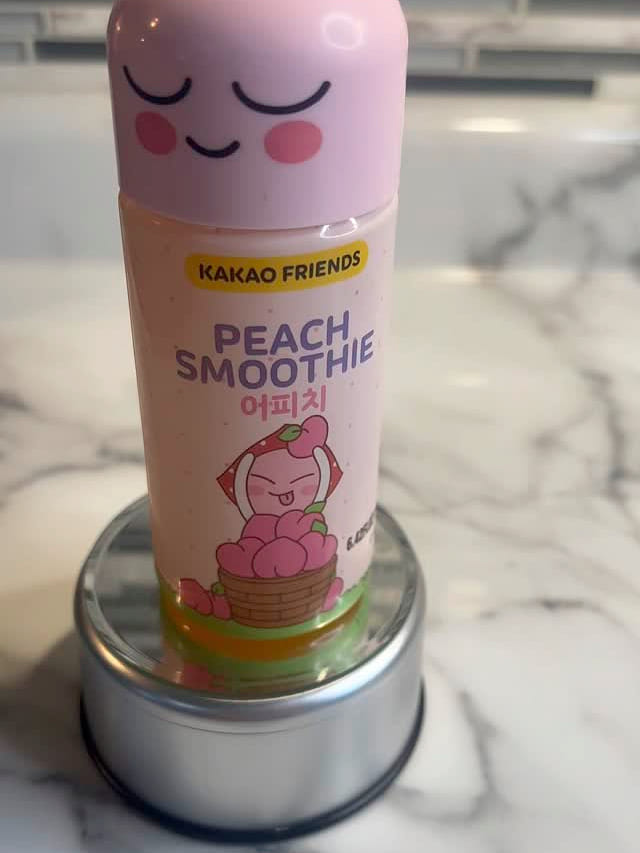 KAKAO FRIENDS
PEACH
SMOOTHIE
어피치